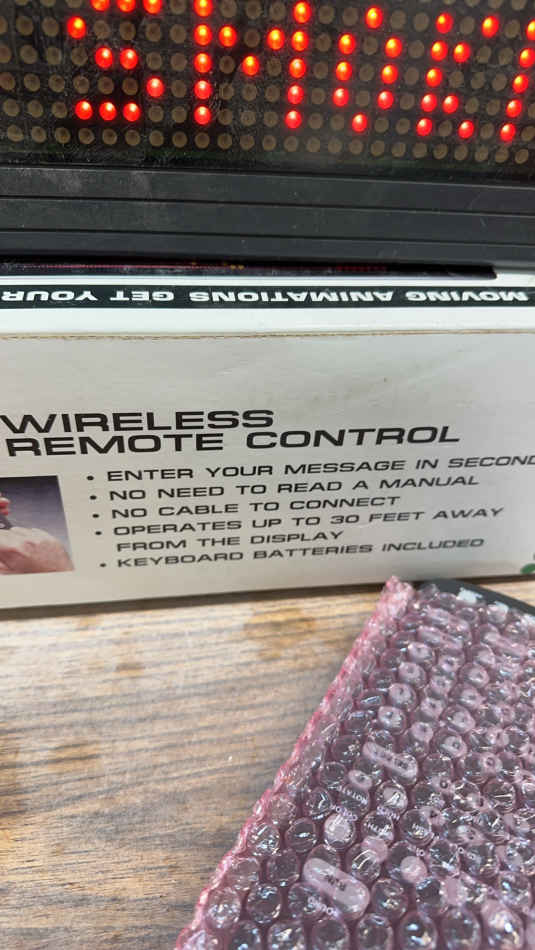 MOVING ANIMATIONS GET YOUR
WIRELESS
REMOTE CONTROL
• ENTER YOUR MESSAGE IN SECOND
• NO NEED TO READ A MANUAL
• NO CABLE TO CONNECT
• OPERATES UP TO 30 FEET AWAY
FROM THE DISPLAY
• KEYBOARD BATTERIES INCLUDED